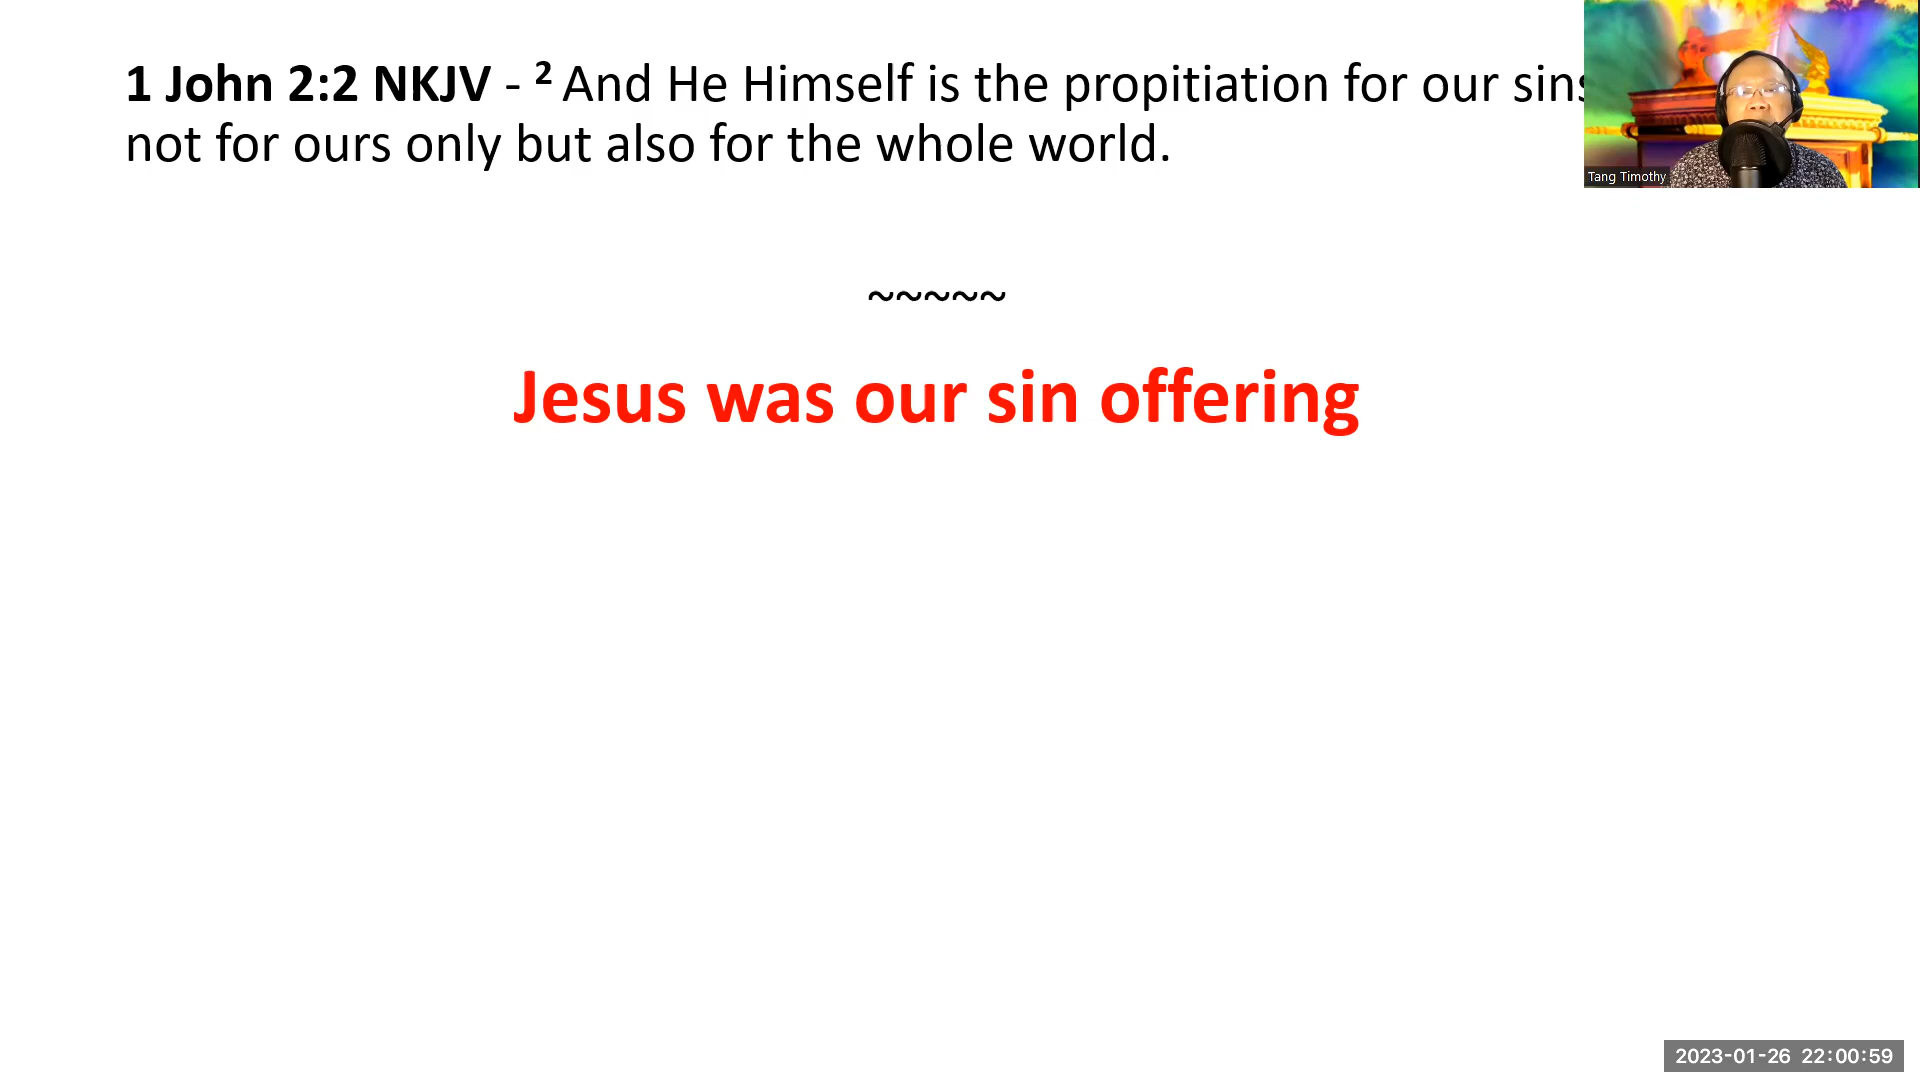 1 John 2:2 NKJV - ² And He Himself is the propitiation for our sins
not for ours only but also for the whole world.
Tang Timothy
~~~~~
Jesus was our sin offering
2023-01-26 22:00:59